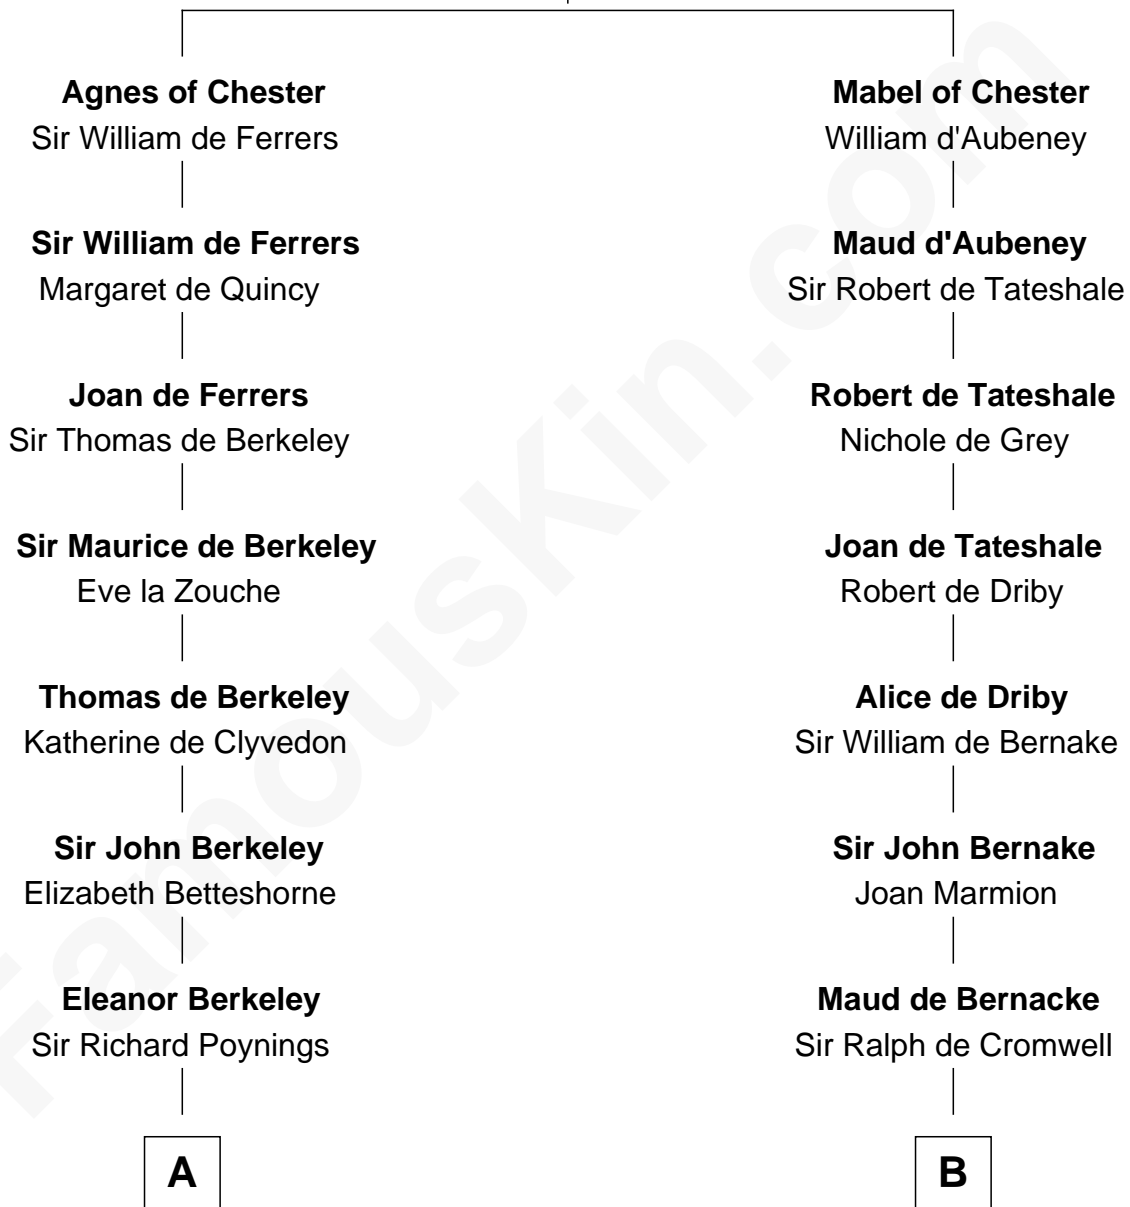 Agnes of Chester
Sir William de Ferrers
Mabel of Chester
William d'Aubeney
Sir William de Ferrers
Margaret de Quincy
Maud d'Aubeney
Sir Robert de Tateshale
Joan de Ferrers
Sir Thomas de Berkeley
Robert de Tateshale
Nichole de Grey
Sir Maurice de Berkeley
Eve la Zouche
Joan de Tateshale
Robert de Driby
Thomas de Berkeley
Katherine de Clyvedon
Alice de Driby
Sir William de Bernake
Sir John Berkeley
Elizabeth Betteshorne
Sir John Bernake
Joan Marmion
Eleanor Berkeley
Sir Richard Poynings
Maud de Bernacke
Sir Ralph de Cromwell
A
B
FamousKin.com